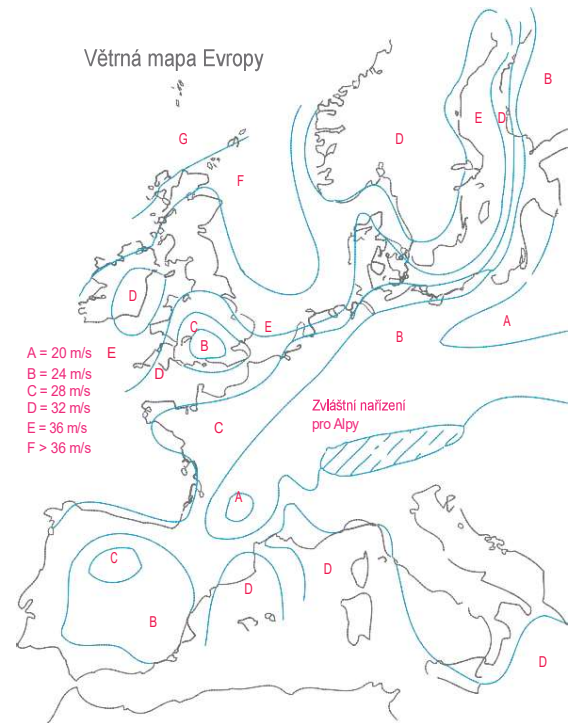 Větrná mapa Evropy
B
E
D
G
D
F
D
C
E
B
A
B
E
D
A = 20 m/s
B = 24 m/s
C = 28 m/s
D = 32 m/s
E = 36 m/s
F > 36 m/s
C
Zvláštní nařízení
pro Alpy
A
C
D
D
B
D